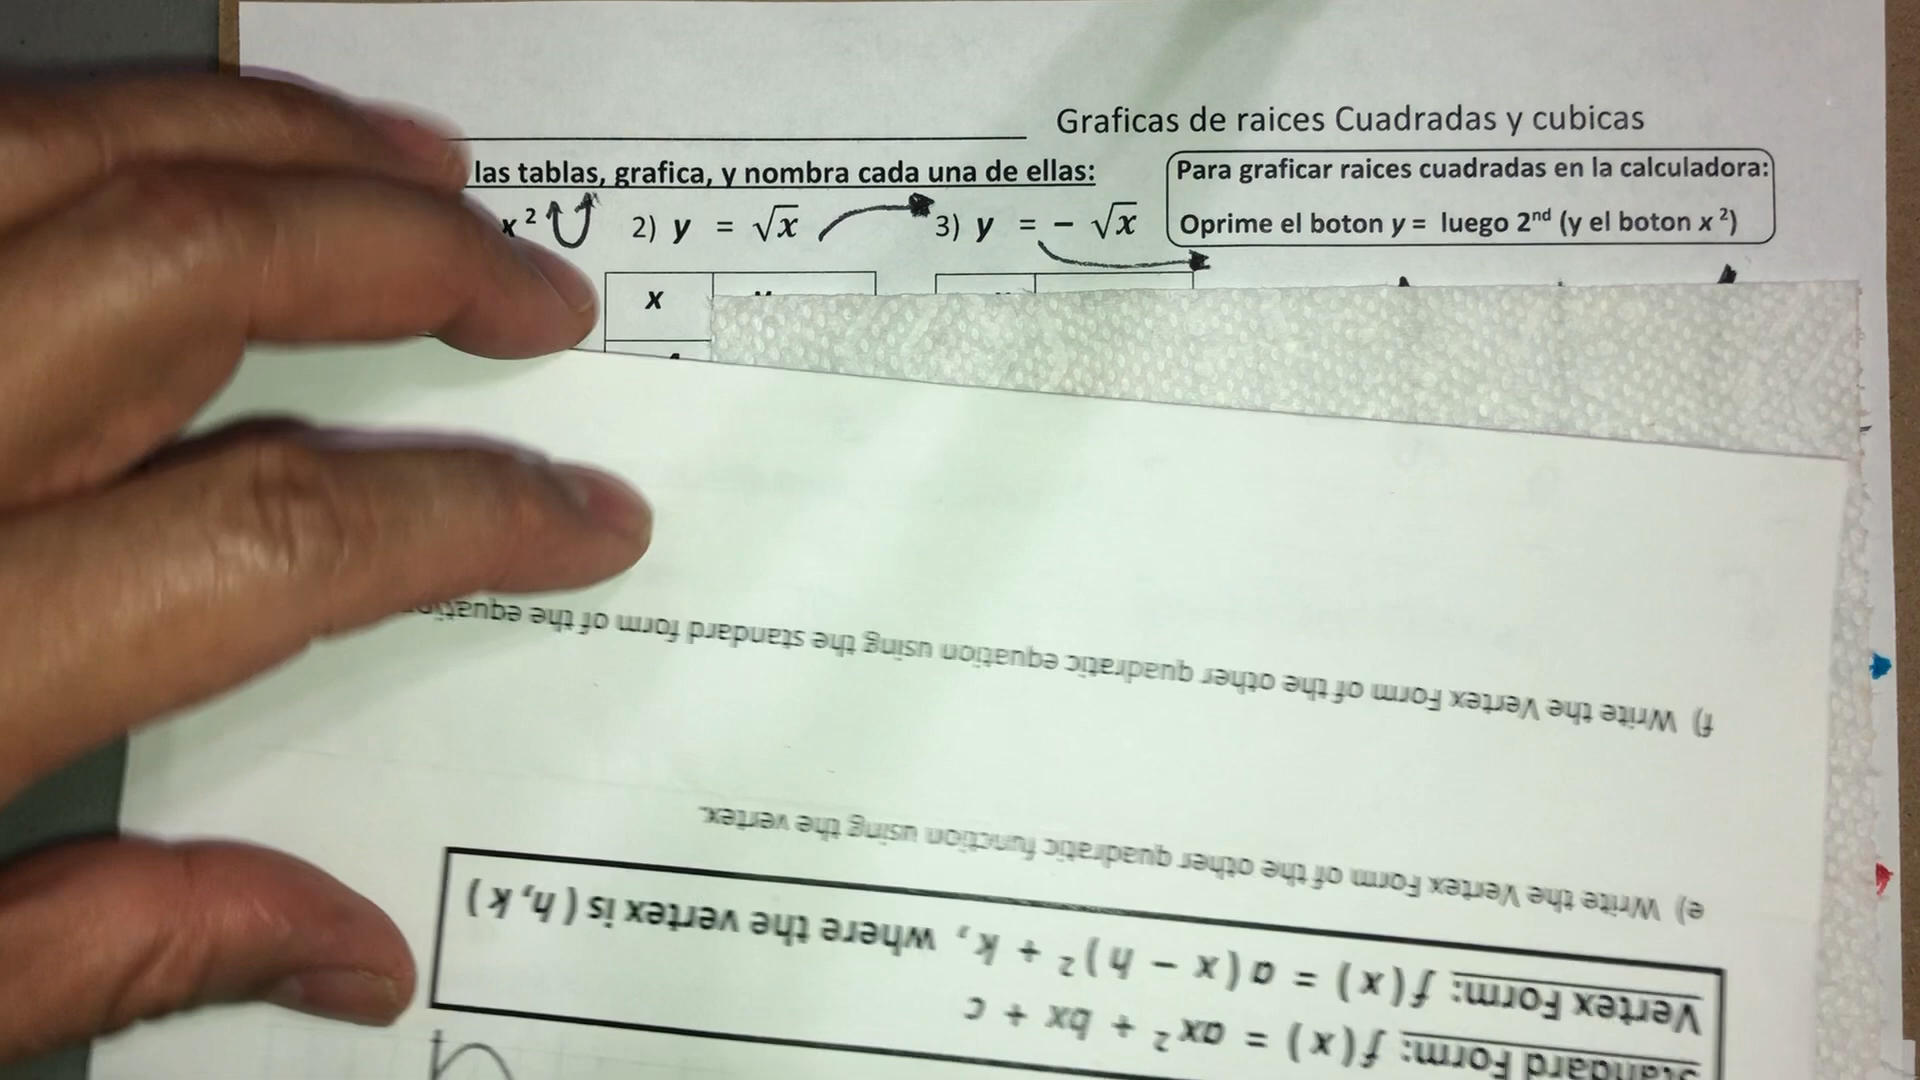 Graficas de raices Cuadradas y cubicas
las tablas, grafica, y nombra cada una de ellas:
Para graficar raices cuadradas en la calculadora:
Oprime el boton y = luego 2nd (y el boton x²)
x² 2) y = √x 3) y = - √x
x
f) Write the Vertex Form of the other quadratic equation using the standard form of the
e) Write the Vertex Form of the other quadratic function using the vertex.
Vertex Form: f(x) = a(x − h)² + k, where the vertex is (h, k)
Form: f(x) = ax² + bx + c